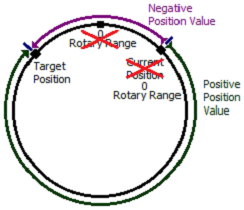 Negative
Position Value
0
Rotary Range
Target
Position
Current
Position
0
Rotary Range
Positive
Position
Value